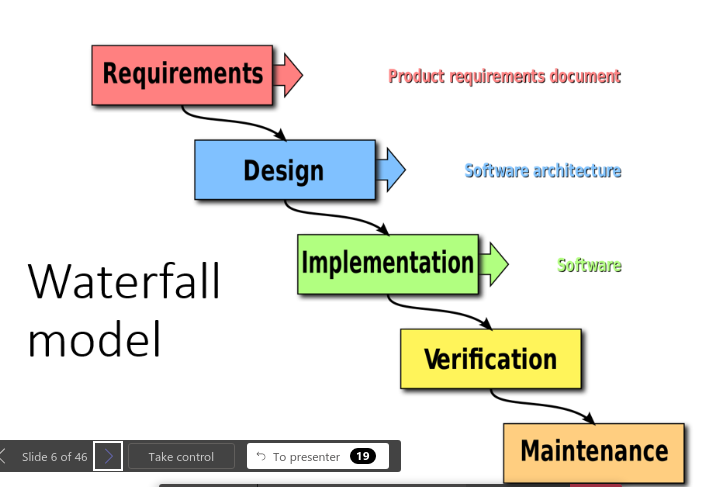 Requirements
Product requirements document
Design
Software architecture
Implementation
Software
Waterfall
model
Verification
Maintenance
Slide 6 of 46
Take control
To presenter
19